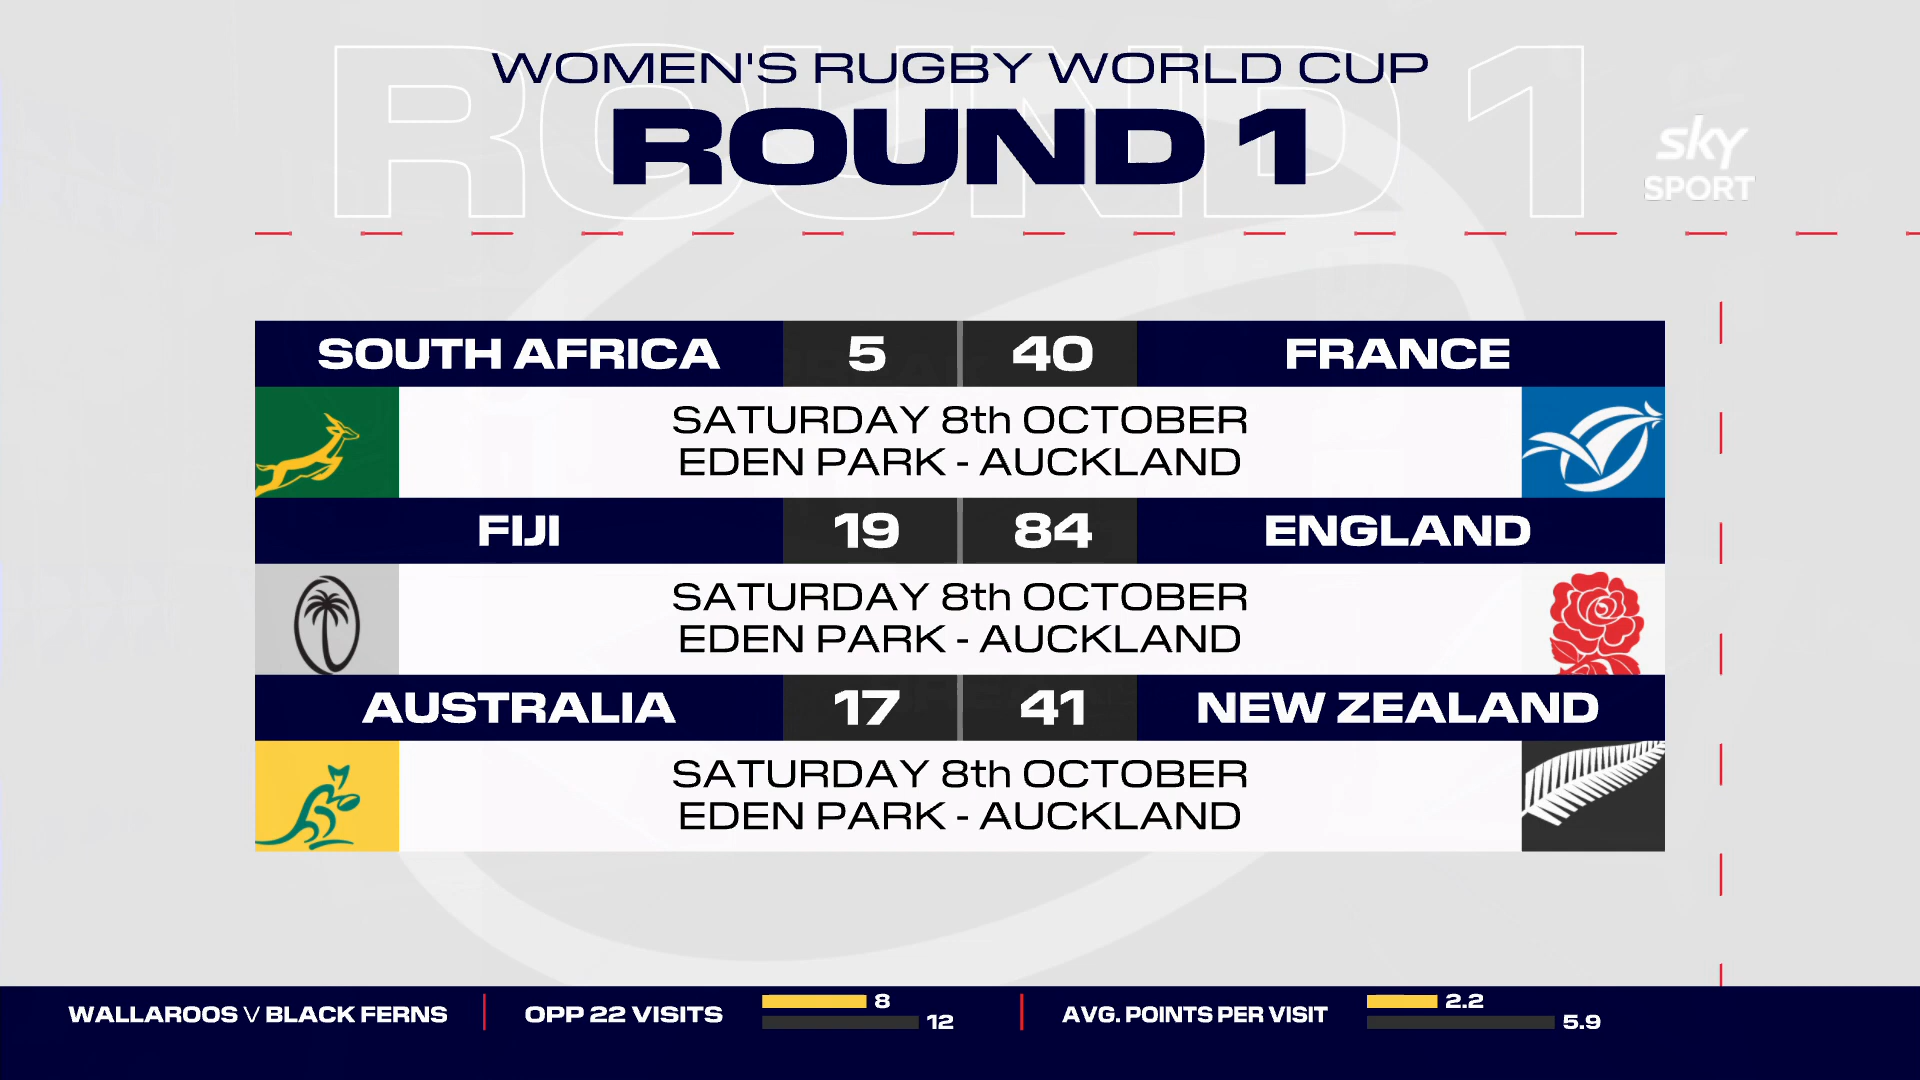 WOMEN'S RUGBY WORLD CUP
ROUND 1
ROUND 1
sky
SPORT
SOUTH AFRICA 5 40 FRANCE
SATURDAY 8th OCTOBER
EDEN PARK - AUCKLAND
FIJI 19 84 ENGLAND
SATURDAY 8th OCTOBER
EDEN PARK - AUCKLAND
AUSTRALIA 17 41 NEW ZEALAND
SATURDAY 8th OCTOBER
EDEN PARK - AUCKLAND
WALLAROOS V BLACK FERNS
OPP 22 VISITS
8
12
AVG. POINTS PER VISIT
2.2
5.9